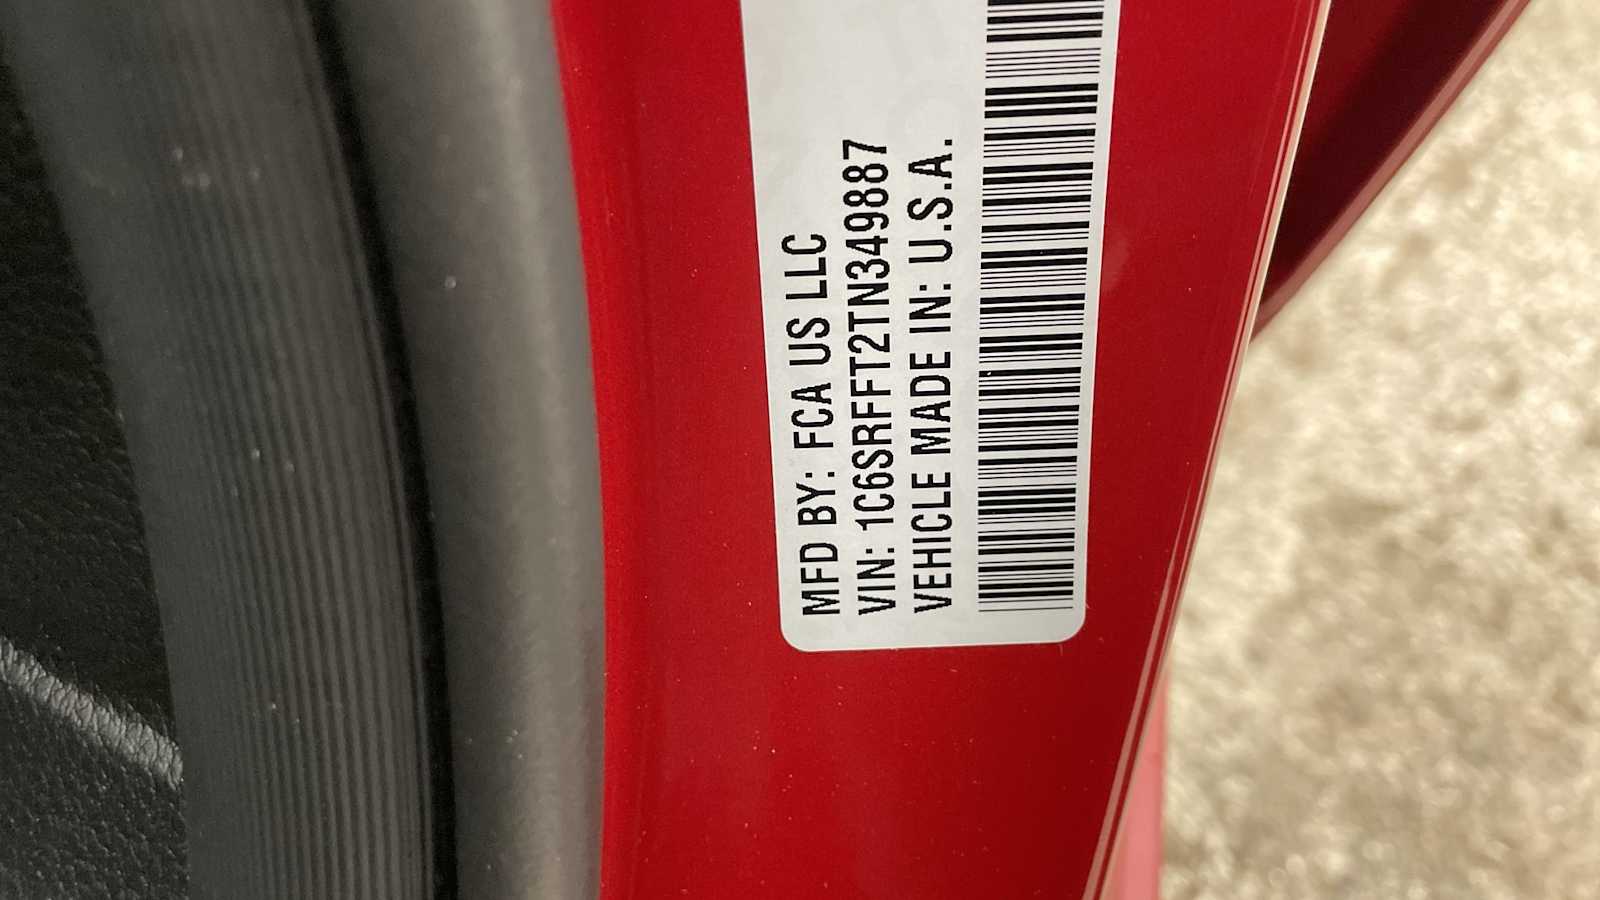 MFD BY: FCA US LLC
VIN: 1C6SRFFT2TN349887
VEHICLE MADE IN: U.S.A.